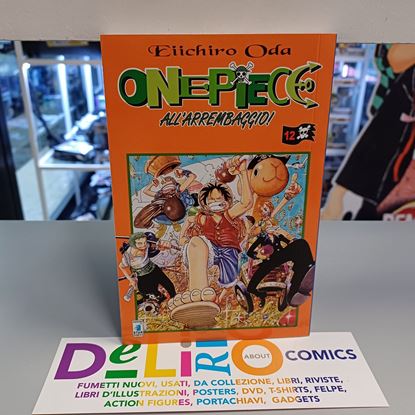 Eiichiro Oda
ONE PIECE
ALL'ARREMBAGGIO!
12
DeLiRiO ABOUT COMICS
FUMETTI NUOVI, USATI, DA COLLEZIONE, LIBRI, RIVISTE,
LIBRI D'ILLUSTRAZIONI, POSTERS, DVD, T-SHIRTS, FELPE,
ACTION FIGURES, PORTACHIAVI, GADGETS